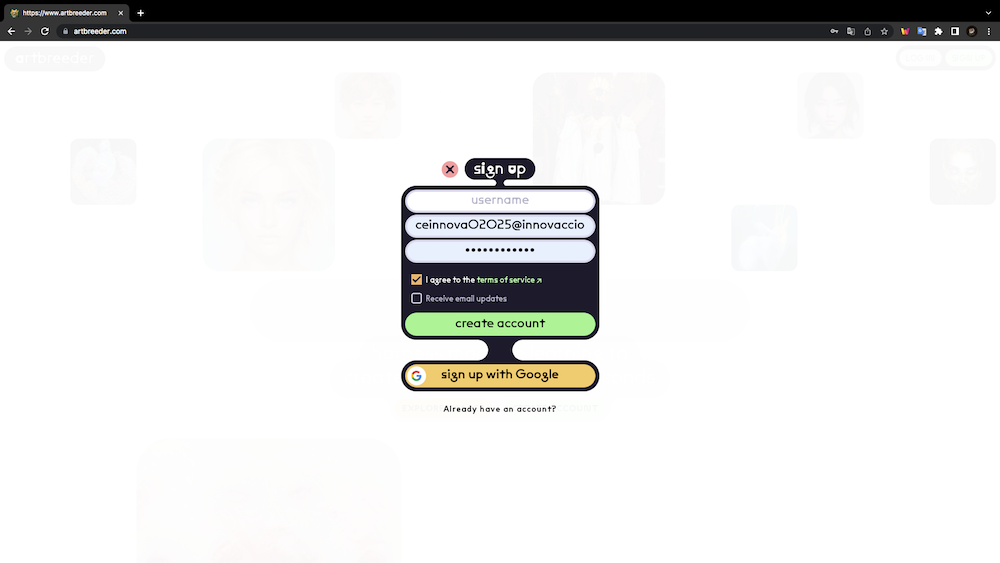 https://www.artbreeder.com
artbreeder.com
artbreeder
sign up
username
ceinnova02025@innovaccio
••••••••••••
I agree to the terms of service ↗
Receive email updates
create account
sign up with Google
Already have an account?